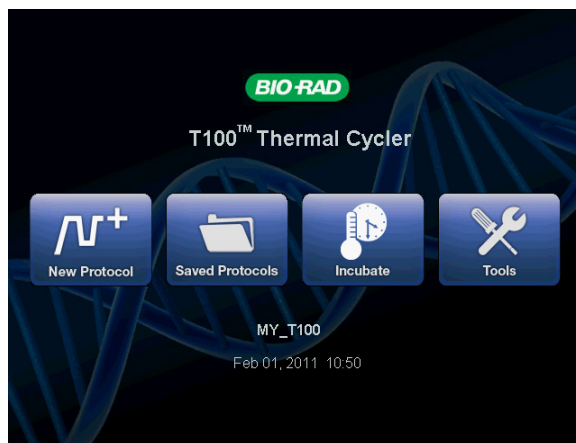 BIO-RAD
T100™ Thermal Cycler
New Protocol
Saved Protocols
Incubate
Tools
MY_T100
Feb 01, 2011 10:50